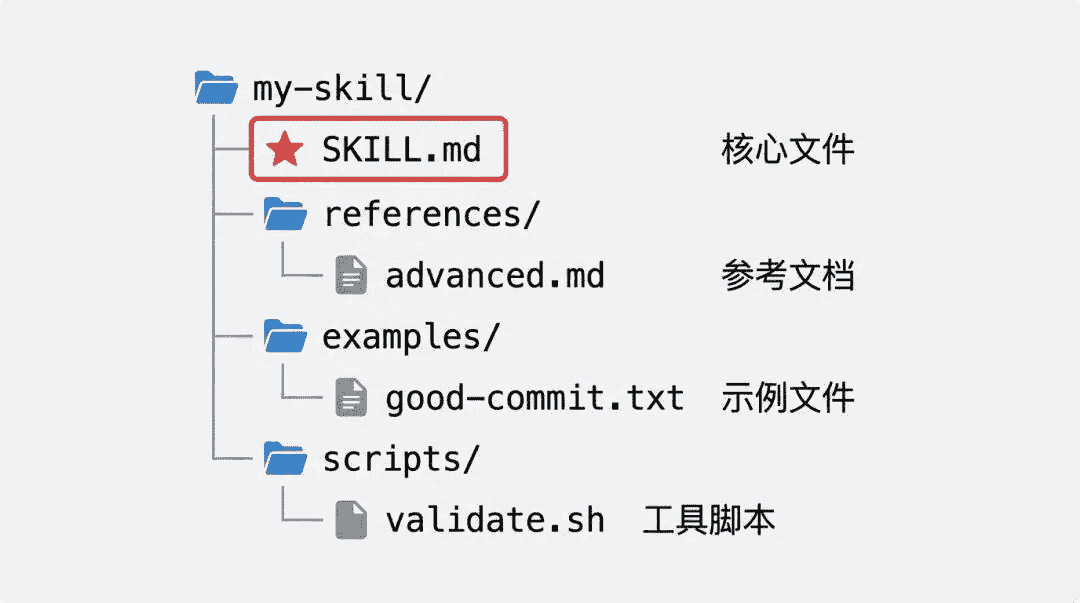 my-skill/
SKILL.md 核心文件
references/
advanced.md 参考文档
examples/
good-commit.txt 示例文件
scripts/
validate.sh 工具脚本